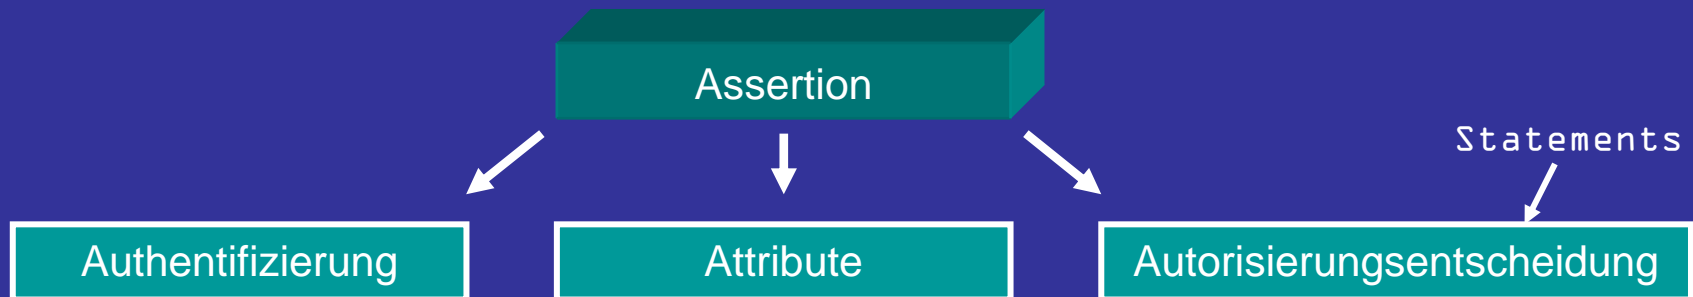 Assertion
Statements
Authentifizierung
Attribute
Autorisierungsentscheidung